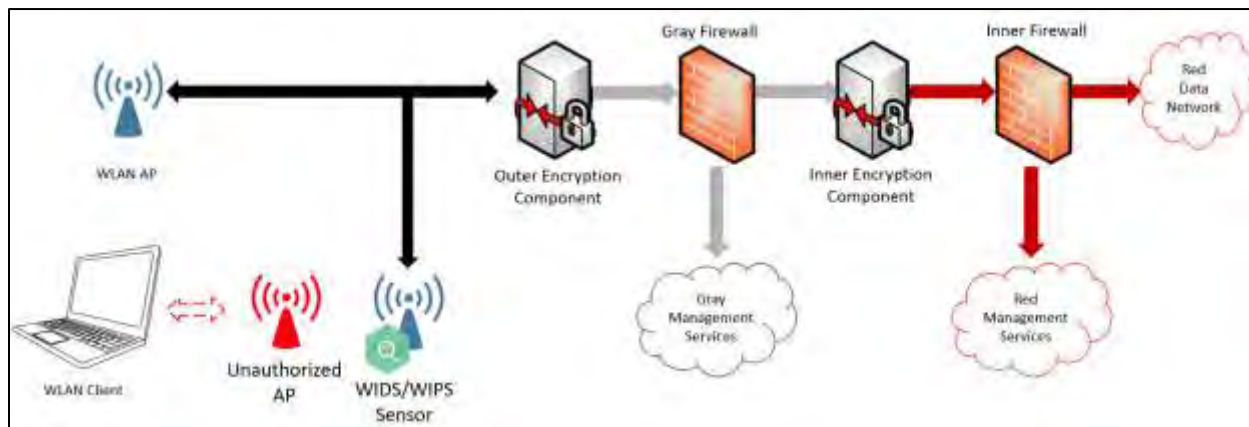 Gray Firewall
Inner Firewall
Red
Data
Network
WLAN AP
Outer Encryption
Component
Inner Encryption
Component
Gray
Management
Services
Red
Management
Services
WLAN Client
Unauthorized
AP
WIDS/WIPS
Sensor